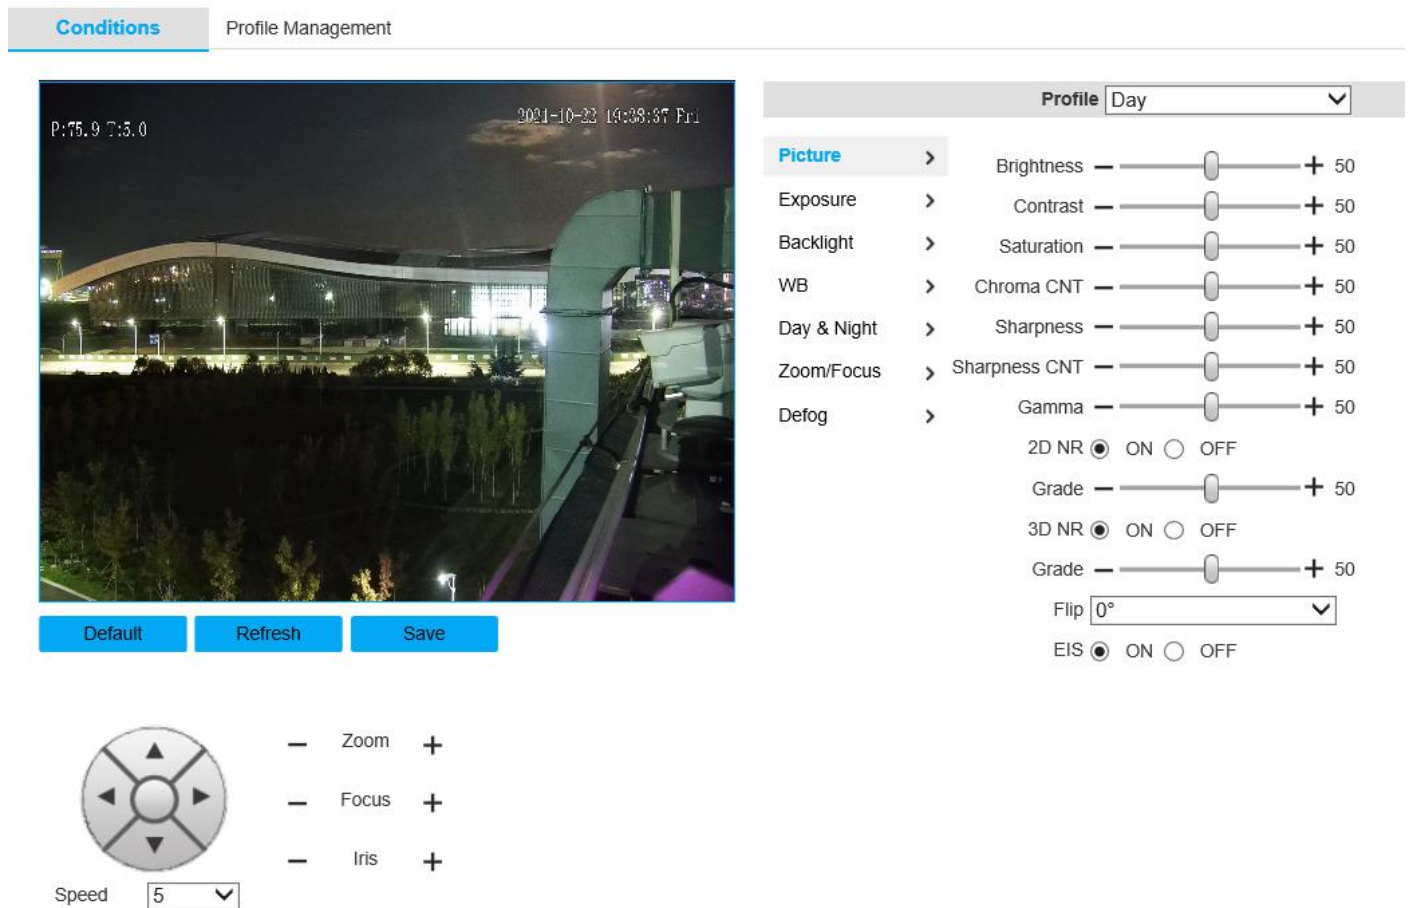 Conditions
Profile Management
P:75.9 T:5.0
2021-10-22 19:38:37 Fri
Profile Day
Picture
Exposure
Backlight
WB
Day & Night
Zoom/Focus
Defog
Brightness 50
Contrast 50
Saturation 50
Chroma CNT 50
Sharpness 50
Sharpness CNT 50
Gamma 50
2D NR ON OFF
Grade 50
3D NR ON OFF
Grade 50
Flip 0°
EIS ON OFF
Default Refresh Save
Zoom
Focus
Iris
Speed 5